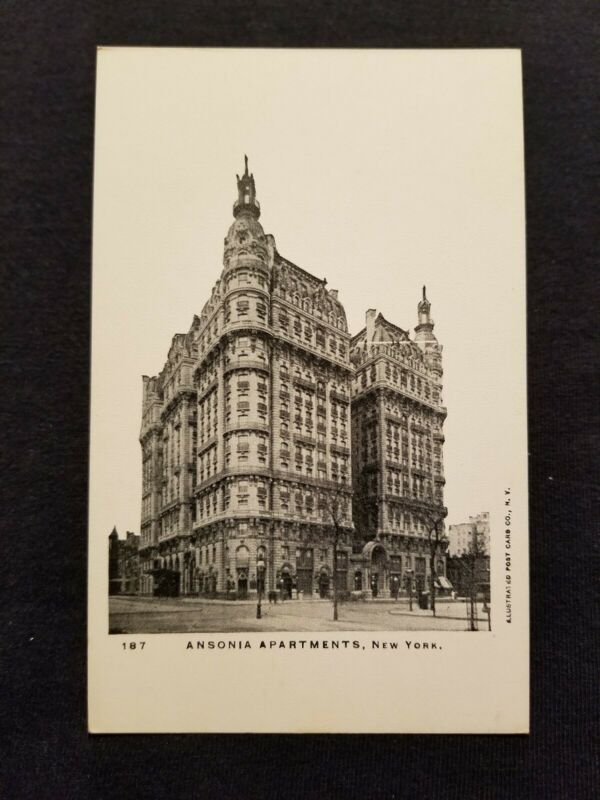 187 ANSONIA APARTMENTS, NEW YORK.
ILLUSTRATED POST CARD CO., N. Y.